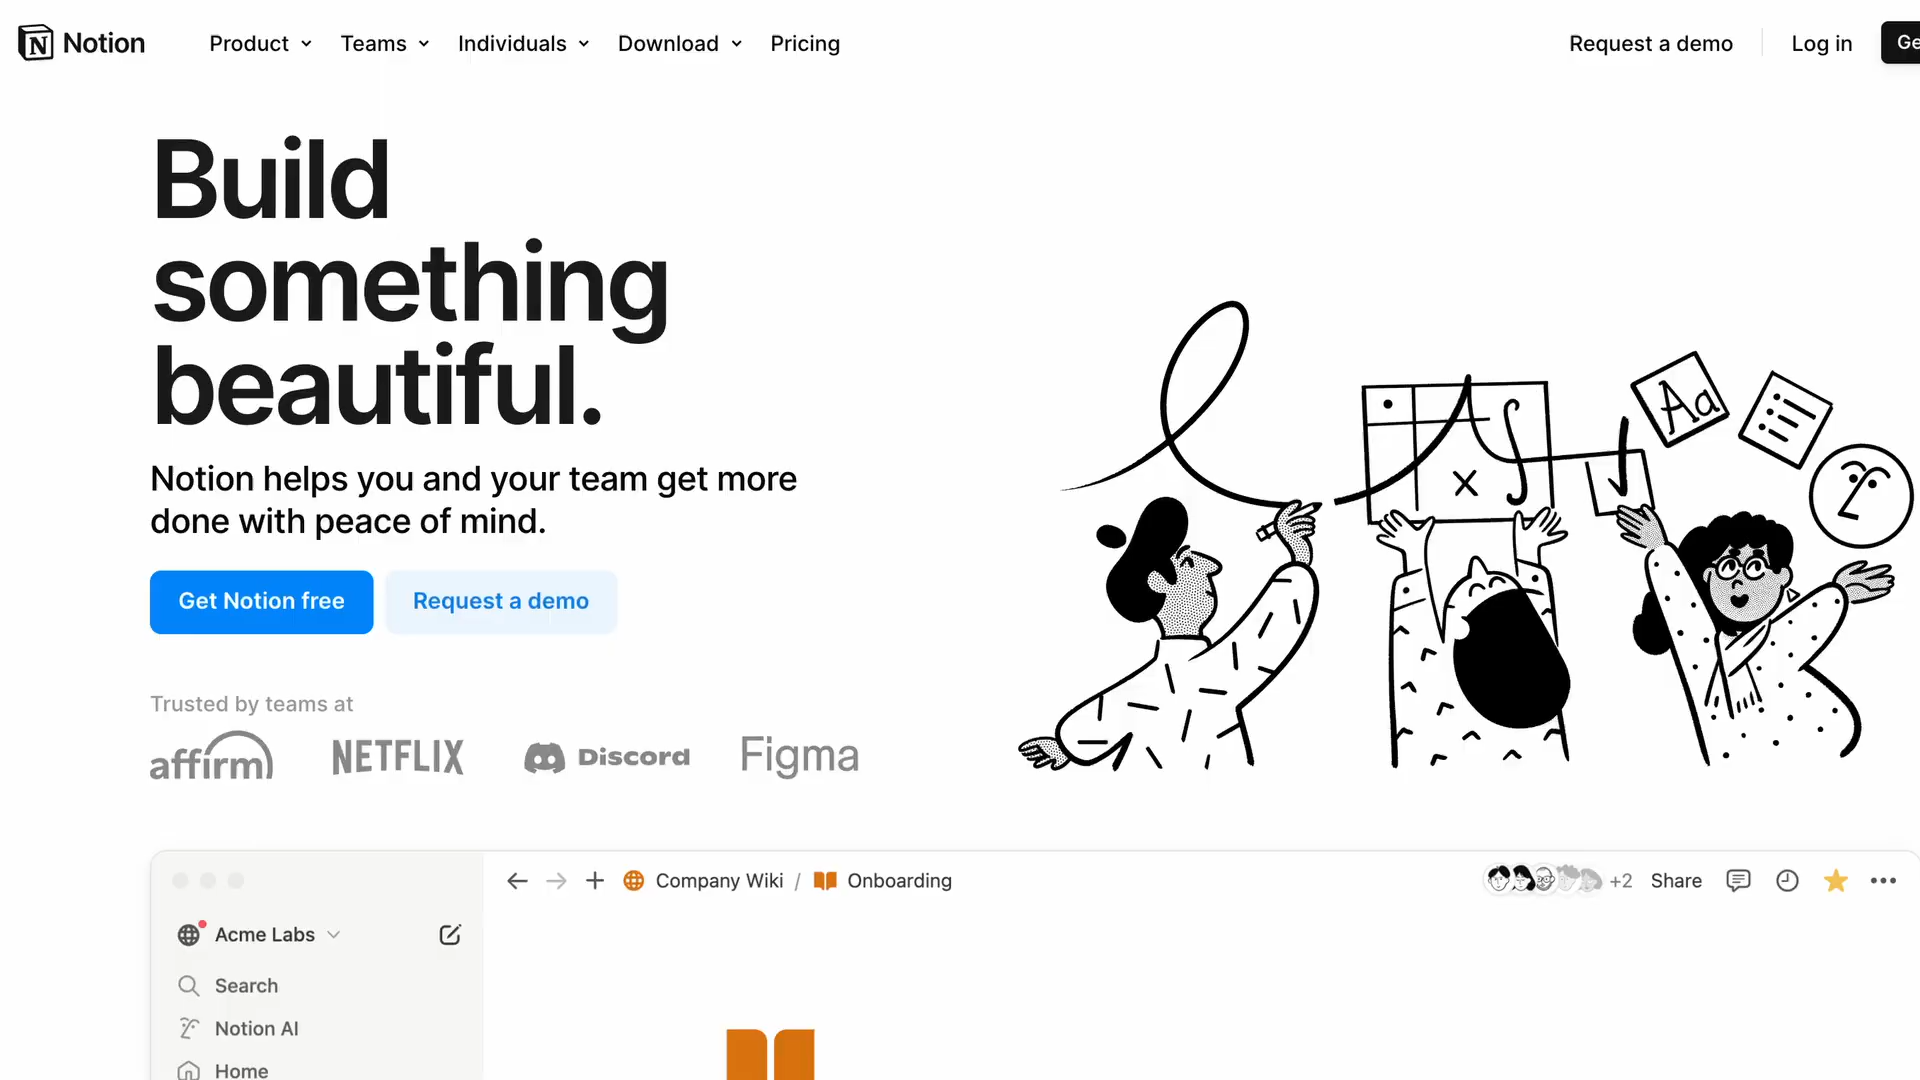 Notion
Product
Teams
Individuals
Download
Pricing
Request a demo
Log in
Ge
Build
something
beautiful.
Notion helps you and your team get more
done with peace of mind.
Get Notion free
Request a demo
Trusted by teams at
affirm
NETFLIX
Discord
Figma
Aa
Company Wiki / Onboarding
+2
Share
Acme Labs
Search
Notion AI
Home